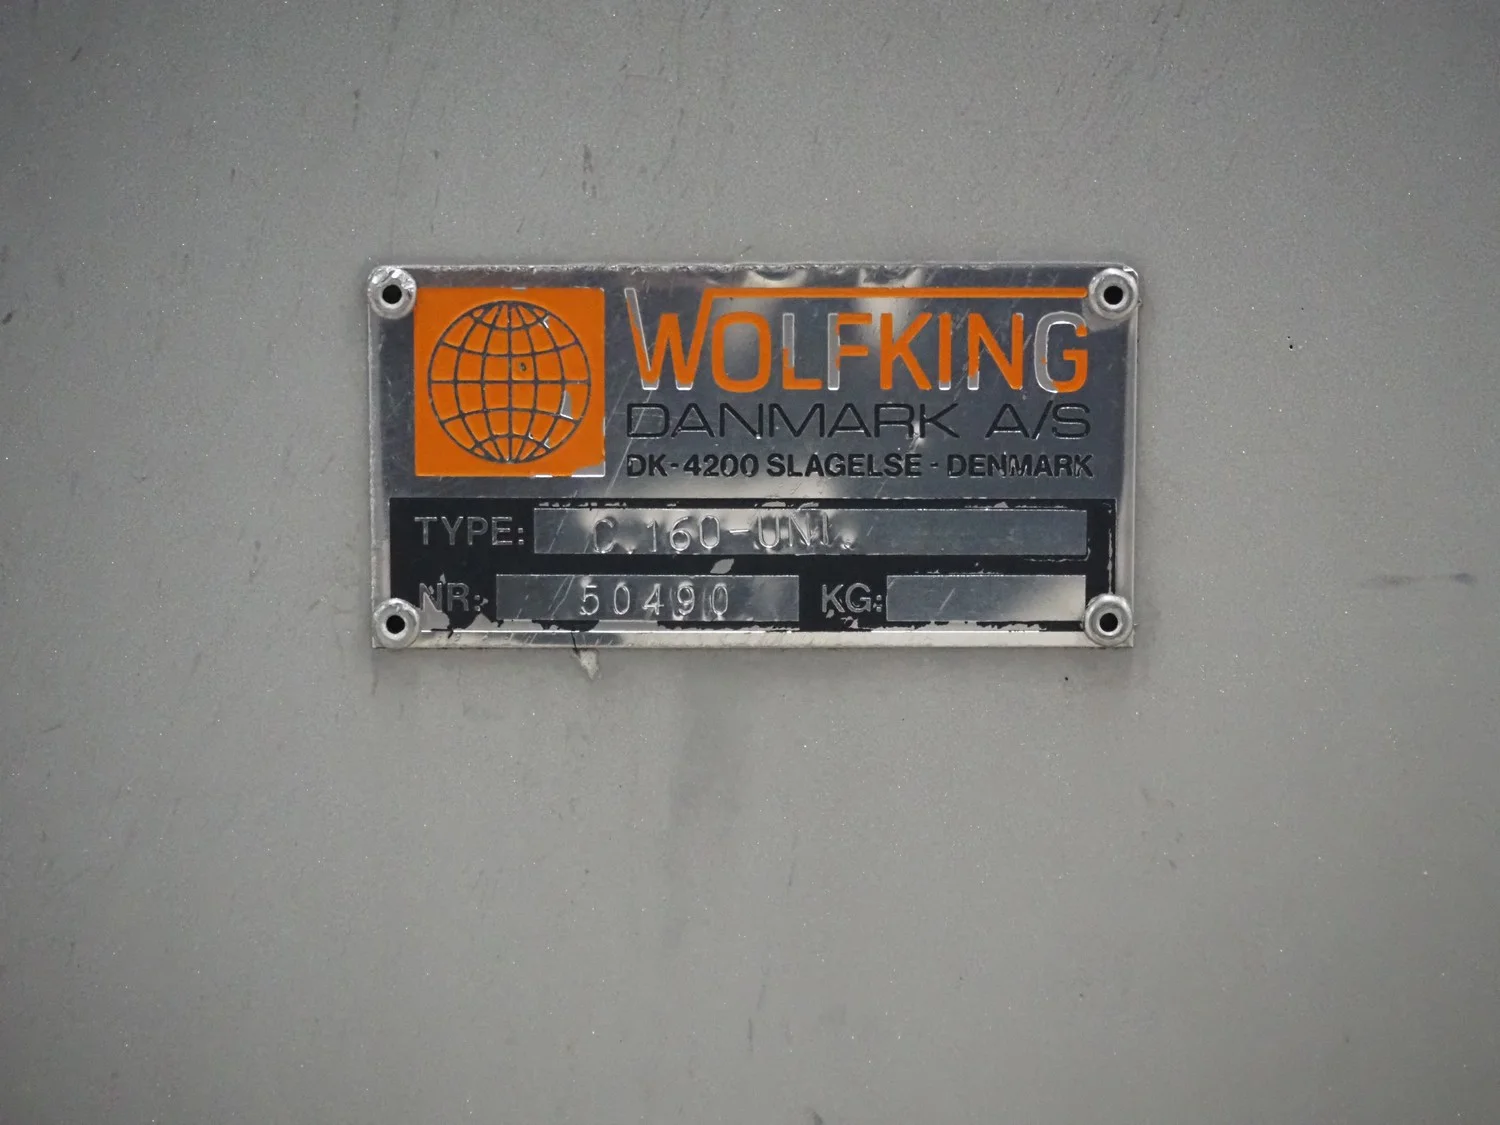 WOLFKING
DANMARK A/S
DK-4200 SLAGELSE - DENMARK
TYPE: C.160-UNI.
NR: 50490 KG: